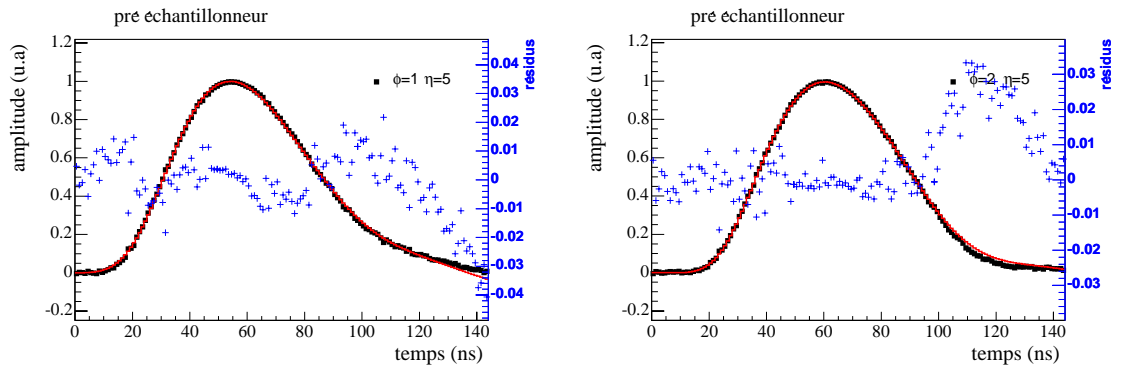 pré échantillonneur
amplitude (u.a)
1.2
1
0.8
0.6
0.4
0.2
0
-0.2
φ=1 η=5
résidus
0.04
0.03
0.02
0.01
0
-0.01
-0.02
-0.03
-0.04
0 20 40 60 80 100 120 140
temps (ns)
pré échantillonneur
amplitude (u.a)
1.2
1
0.8
0.6
0.4
0.2
0
-0.2
φ=2 η=5
résidus
0.03
0.02
0.01
0
-0.01
-0.02
-0.03
0 20 40 60 80 100 120 140
temps (ns)